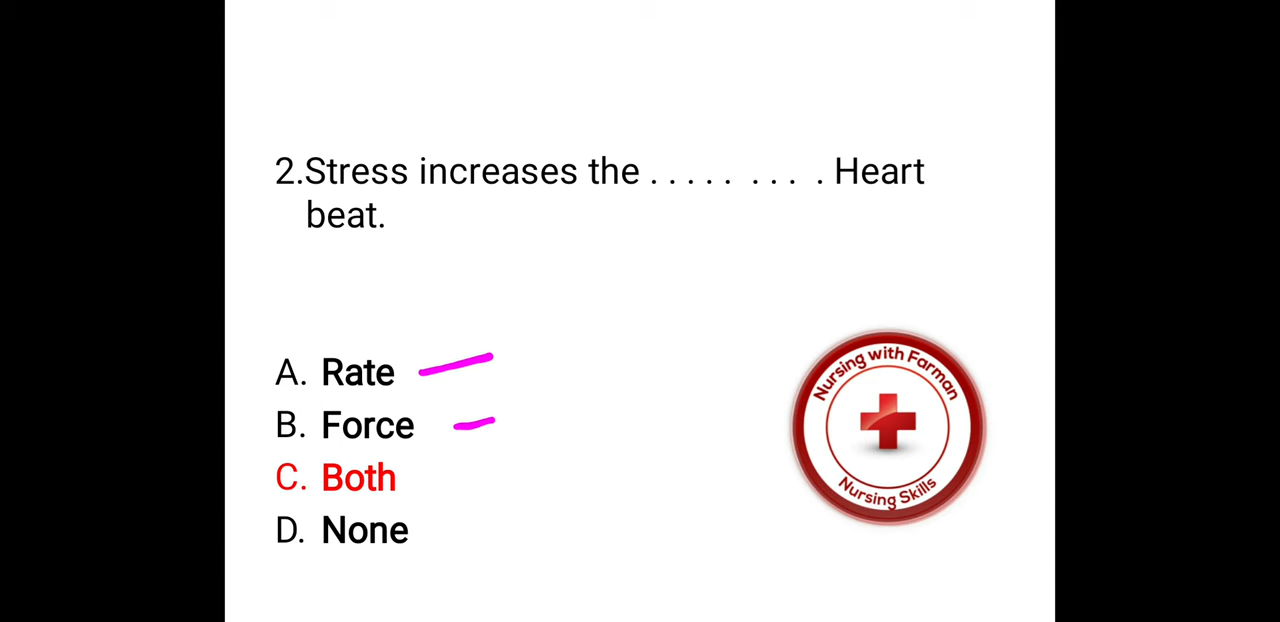 2.Stress increases the . . . . .  . . .  . Heart
beat.
A. Rate
B. Force
C. Both
D. None
Nursing with Farman
Nursing Skills